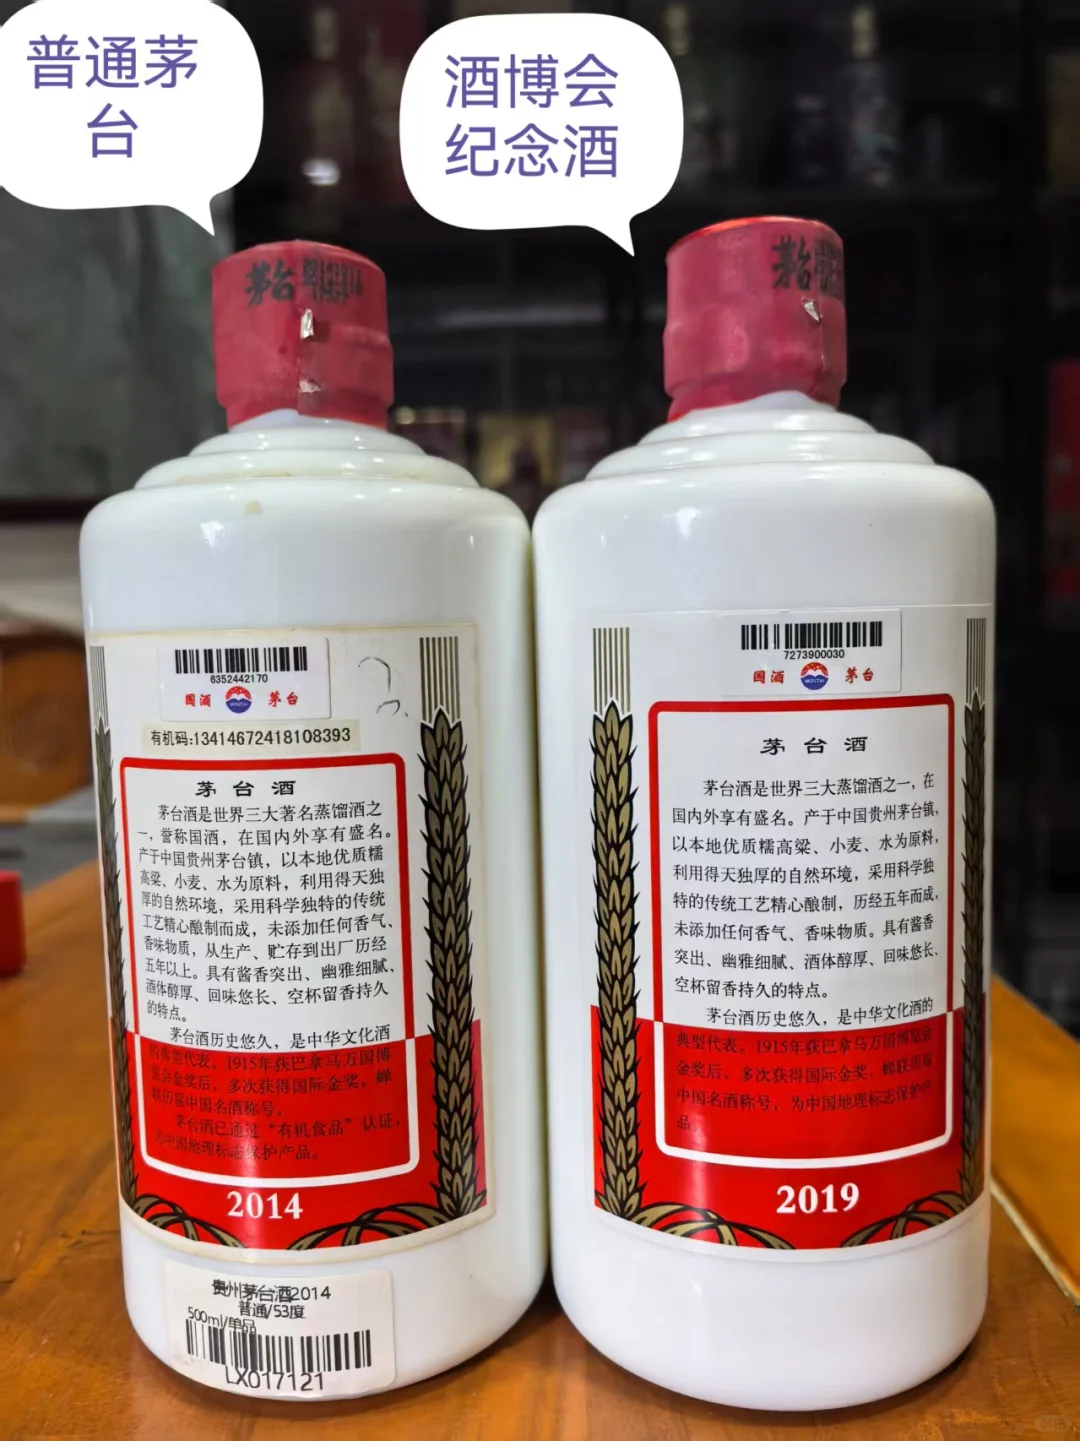 普通茅
台
酒博会
纪念酒
茅台
茅台
6352442170
国酒 MOUTAI 茅台
有机码:13414672418108393
茅台酒
茅台酒是世界三大著名蒸馏酒之
一，誉称国酒，在国内外享有盛名。
产于中国贵州茅台镇，以本地优质糯
高粱、小麦、水为原料，利用得天独
厚的自然环境，采用科学独特的传统
工艺精心酿制而成，未添加任何香气、
香味物质，从生产、贮存到出厂历经
五年以上。具有酱香突出、幽雅细腻、
酒体醇厚、回味悠长、空杯留香持久
的特点。
茅台酒历史悠久，是中华文化酒
的典型代表。1915年获巴拿马万国博
览会金奖后，多次获得国际金奖，蝉
联历届中国名酒称号。
茅台酒已通过“有机食品”认证，
为中国地理标志保护产品。
2014
贵州茅台酒2014
普通/53度
500ml/单品
LX017121
7273900030
国酒 MOUTAI 茅台
茅台酒
茅台酒是世界三大蒸馏酒之一，在
国内外享有盛名。产于中国贵州茅台镇，
以本地优质糯高粱、小麦、水为原料，
利用得天独厚的自然环境，采用科学独
特的传统工艺精心酿制，历经五年而成，
未添加任何香气、香味物质。具有酱香
突出、幽雅细腻、酒体醇厚、回味悠长、
空杯留香持久的特点。
茅台酒历史悠久，是中华文化酒的
典型代表。1915年获巴拿马万国博览会
金奖后，多次获得国际金奖，蝉联历届
中国名酒称号，为中国地理标志保护产
品。
2019